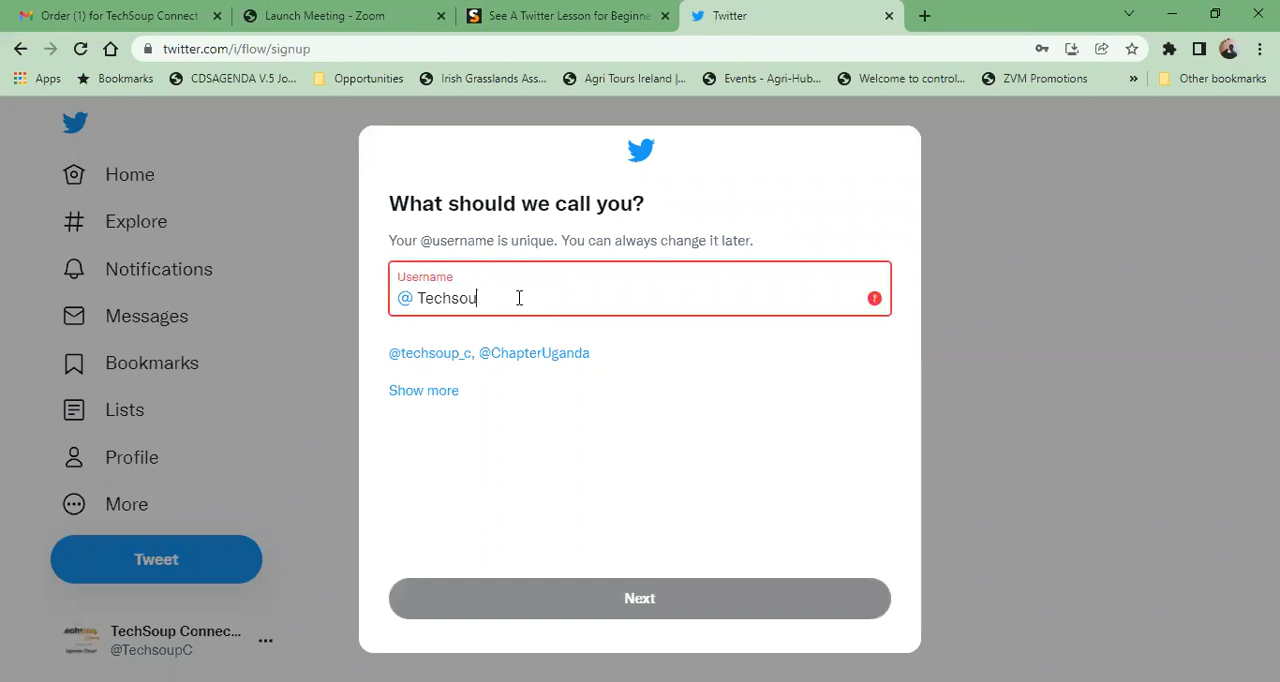 Order (1) for TechSoup Connect
Launch Meeting - Zoom
See A Twitter Lesson for Beginne
Twitter
twitter.com/i/flow/signup
Apps
Bookmarks
CDSAGENDA V.5 Jo...
Opportunities
Irish Grasslands Ass...
Agri Tours Ireland |...
Events - Agri-Hub...
Welcome to control...
ZVM Promotions
»
Other bookmarks
Home
Explore
Notifications
Messages
Bookmarks
Lists
Profile
More
Tweet
TechSoup Connec...
@TechsoupC
What should we call you?
Your @username is unique. You can always change it later.
Username
@ Techsou
@techsoup_c, @ChapterUganda
Show more
Next